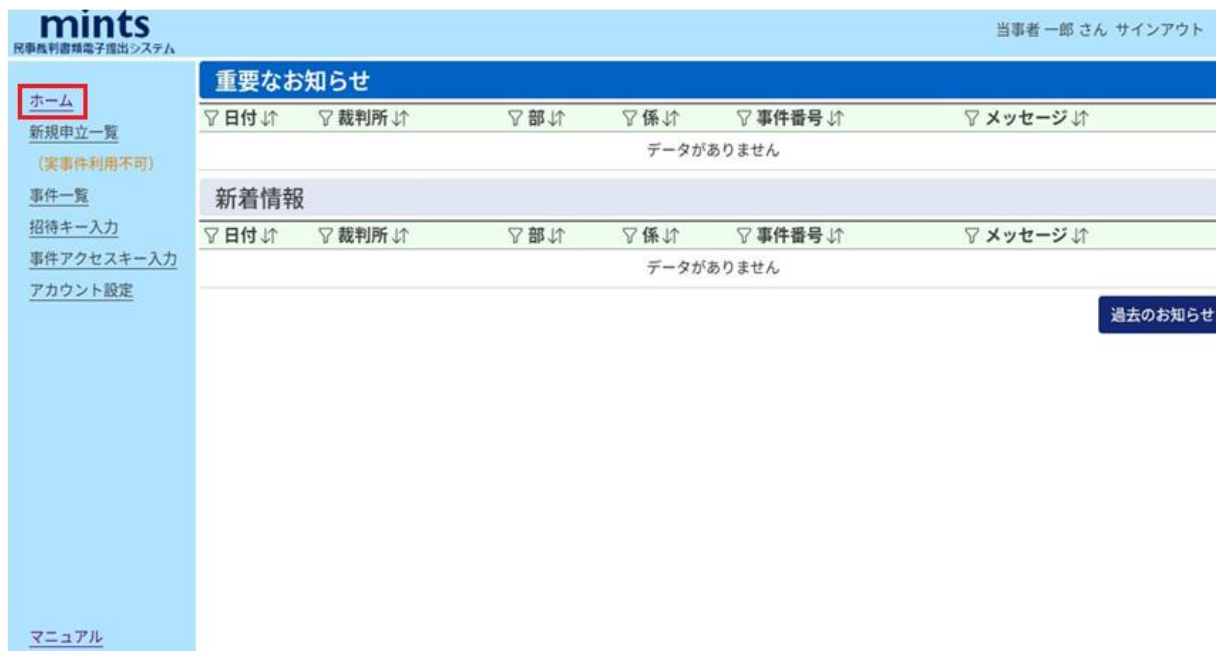 mints
民事裁判書類電子提出システム
当事者 一郎 さん サインアウト
ホーム
新規申立一覧
（実事件利用不可）
事件一覧
招待キー入力
事件アクセスキー入力
アカウント設定
マニュアル
重要なお知らせ
日付 裁判所 部 係 事件番号 メッセージ
データがありません
新着情報
日付 裁判所 部 係 事件番号 メッセージ
データがありません
過去のお知らせ